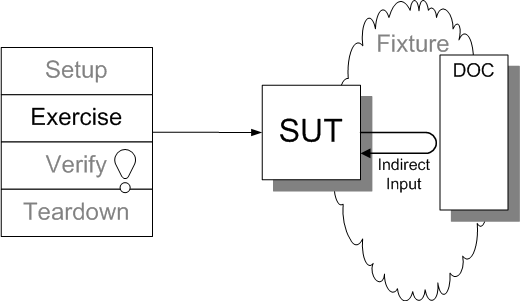 Setup
Exercise
Verify
Teardown
SUT
Fixture
DOC
Indirect
Input